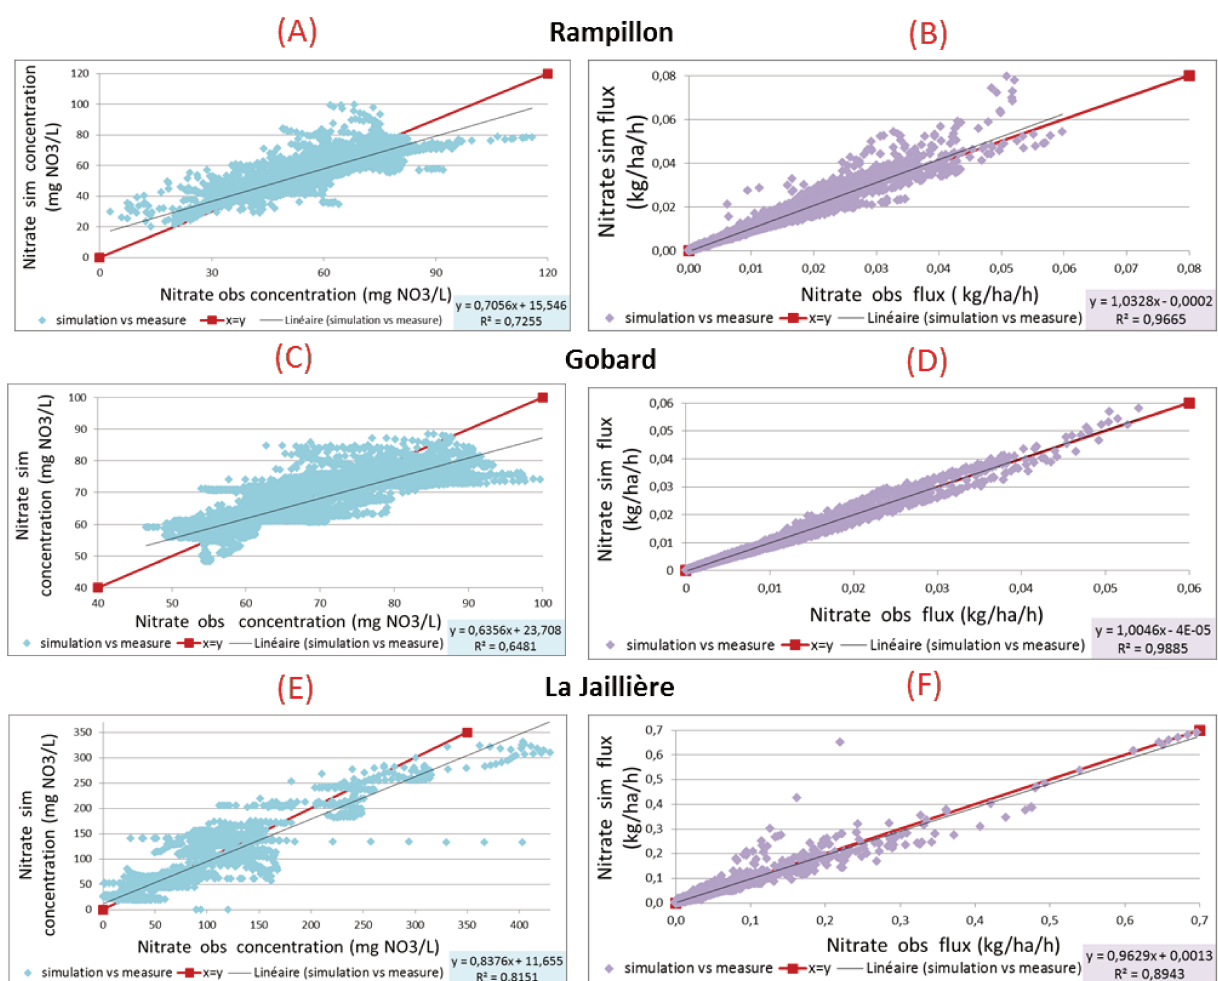 (A)
Rampillon
(B)
Nitrate sim concentration
(mg NO3/L)
120
100
80
60
40
20
0
0 30 60 90 120
Nitrate obs concentration (mg NO3/L)
y = 0,7056x + 15,546
R² = 0,7255
simulation vs measure x=y Linéaire (simulation vs measure)
Nitrate sim flux
(kg/ha/h)
0,08
0,06
0,04
0,02
0,00
0,00 0,01 0,02 0,03 0,04 0,05 0,06 0,07 0,08
Nitrate obs flux ( kg/ha/h)
y = 1,0328x - 0,0002
R² = 0,9665
simulation vs measure x=y Linéaire (simulation vs measure)
(C)
Gobard
(D)
Nitrate sim
concentration (mg NO3/L)
100
90
80
70
60
50
40
40 50 60 70 80 90 100
Nitrate obs concentration (mg NO3/L)
y = 0,6356x + 23,708
R² = 0,6481
simulation vs measure x=y Linéaire (simulation vs measure)
Nitrate sim flux
(kg/ha/h)
0,06
0,05
0,04
0,03
0,02
0,01
0
0 0,01 0,02 0,03 0,04 0,05 0,06
Nitrate obs flux (kg/ha/h)
y = 1,0046x - 4E-05
R² = 0,9885
simulation vs measure x=y Linéaire (simulation vs measure)
(E)
La Jaillière
(F)
Nitrate sim
concentration (mg NO3/L)
350
300
250
200
150
100
50
0
0 50 100 150 200 250 300 350 400
Nitrate obs concentration (mg NO3/L)
y = 0,8376x + 11,655
R² = 0,8151
simulation vs measure x=y Linéaire (simulation vs measure)
Nitrate sim flux
(kg/ha/h)
0,7
0,6
0,5
0,4
0,3
0,2
0,1
0,0
0,0 0,1 0,2 0,3 0,4 0,5 0,6 0,7
Nitrate obs flux (kg/ha/h)
y = 0,9629x + 0,0013
R² = 0,8943
simulation vs measure x=y Linéaire (simulation vs measure)